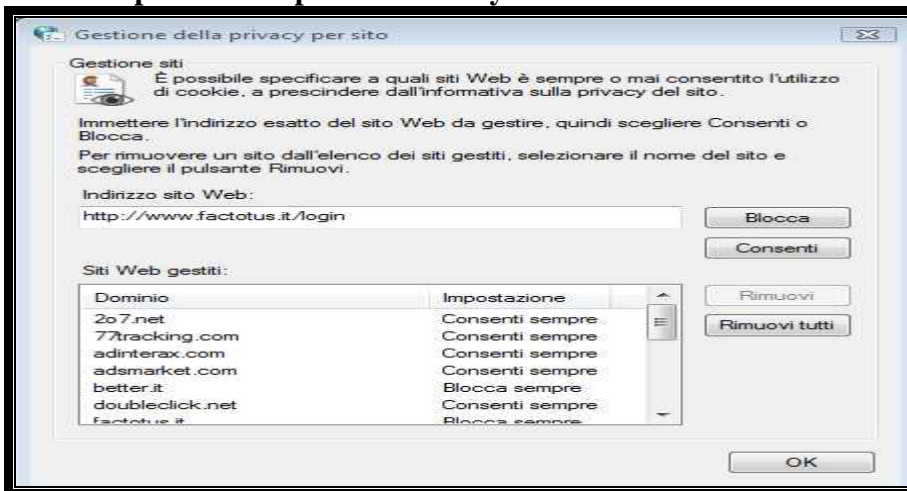 Gestione della privacy per sito
Gestione siti
È possibile specificare a quali siti Web è sempre o mai consentito l'utilizzo
di cookie, a prescindere dall'informativa sulla privacy del sito.
Immettere l'indirizzo esatto del sito Web da gestire, quindi scegliere Consenti o
Blocca.
Per rimuovere un sito dall'elenco dei siti gestiti, selezionare il nome del sito e
scegliere il pulsante Rimuovi.
Indirizzo sito Web:
http://www.factotus.it/login
Blocca
Consenti
Siti Web gestiti:
Dominio Impostazione
Rimuovi
2o7.net Consenti sempre
Rimuovi tutti
77tracking.com Consenti sempre
adinterax.com Consenti sempre
adsmarket.com Consenti sempre
better.it Blocca sempre
doubleclick.net Consenti sempre
factotus.it Blocca sempre
OK